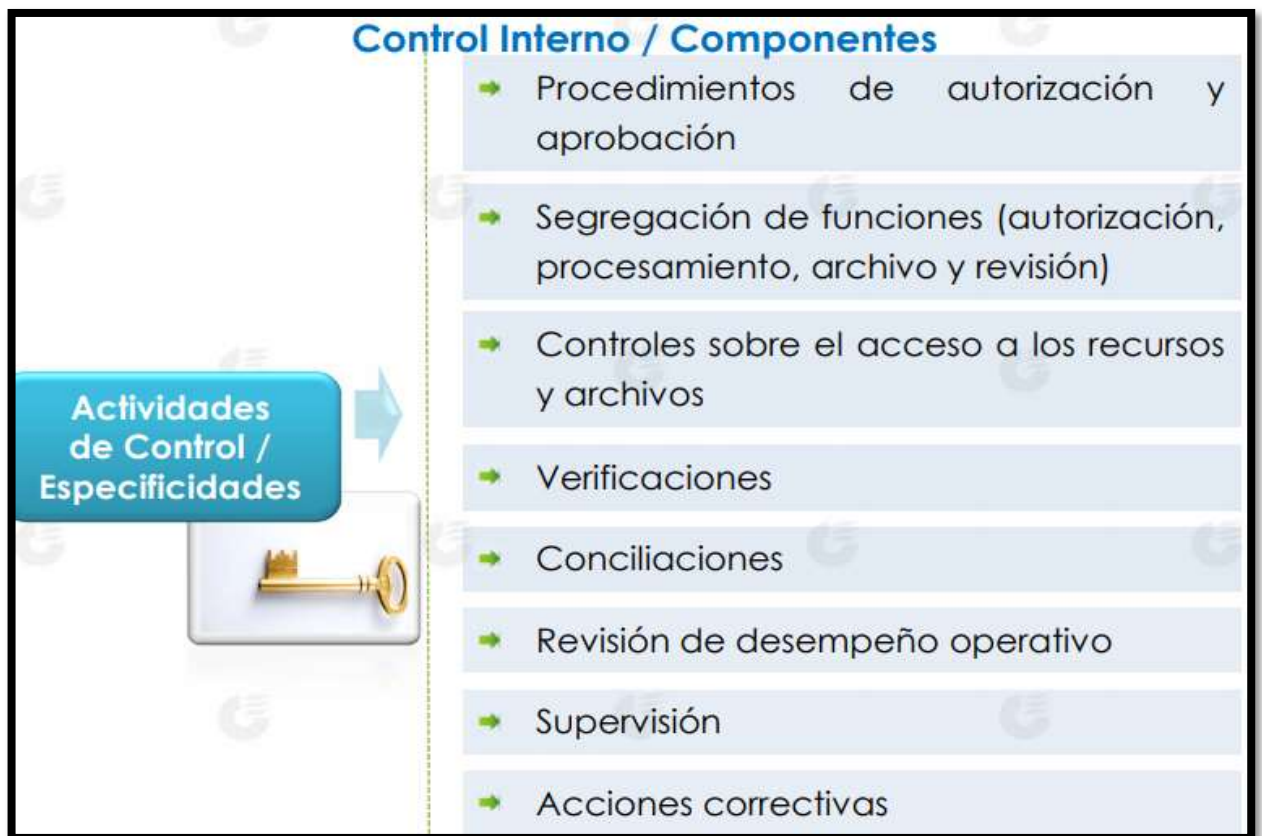 Control Interno / Componentes
Procedimientos de autorización y
aprobación
Segregación de funciones (autorización,
procesamiento, archivo y revisión)
Controles sobre el acceso a los recursos
y archivos
Actividades
de Control /
Especificidades
Verificaciones
Conciliaciones
Revisión de desempeño operativo
Supervisión
Acciones correctivas